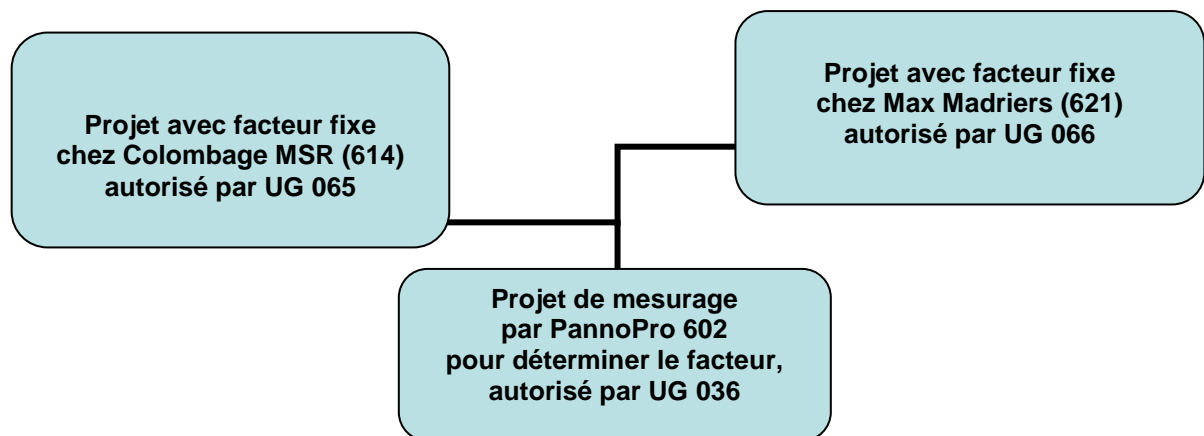 Projet avec facteur fixe
chez Colombage MSR (614)
autorisé par UG 065
Projet avec facteur fixe
chez Max Madriers (621)
autorisé par UG 066
Projet de mesurage
par PannoPro 602
pour déterminer le facteur,
autorisé par UG 036